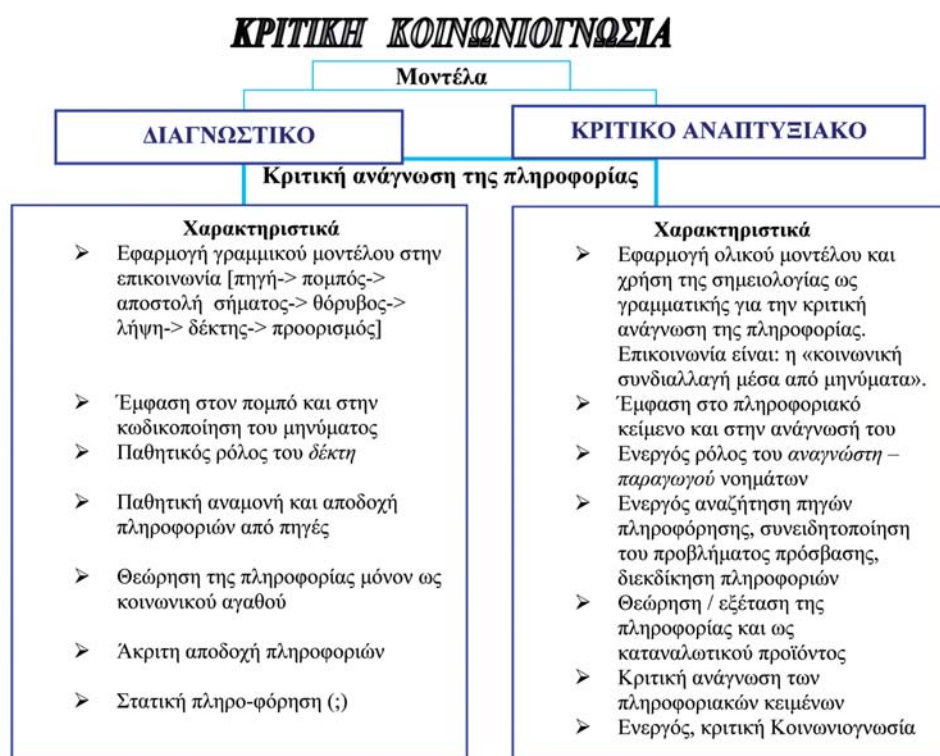 ΚΡΙΤΙΚΗ ΚΟΙΝΩΝΙΟΓΝΩΣΙΑ
Μοντέλα
ΔΙΑΓΝΩΣΤΙΚΟ
ΚΡΙΤΙΚΟ ΑΝΑΠΤΥΞΙΑΚΟ
Κριτική ανάγνωση της πληροφορίας
Χαρακτηριστικά
➢ Εφαρμογή γραμμικού μοντέλου στην
επικοινωνία [πηγή-> πομπός->
αποστολή σήματος-> θόρυβος->
λήψη-> δέκτης-> προορισμός]
➢ Έμφαση στον πομπό και στην
κωδικοποίηση του μηνύματος
➢ Παθητικός ρόλος του δέκτη
➢ Παθητική αναμονή και αποδοχή
πληροφοριών από πηγές
➢ Θεώρηση της πληροφορίας μόνον ως
κοινωνικού αγαθού
➢ Άκριτη αποδοχή πληροφοριών
➢ Στατική πληρο-φόρηση (;)
Χαρακτηριστικά
➢ Εφαρμογή ολικού μοντέλου και
χρήση της σημειολογίας ως
γραμματικής για την κριτική
ανάγνωση της πληροφορίας.
Επικοινωνία είναι: η «κοινωνική
συνδιαλλαγή μέσα από μηνύματα».
➢ Έμφαση στο πληροφοριακό
κείμενο και στην ανάγνωσή του
➢ Ενεργός ρόλος του αναγνώστη –
παραγωγού νοημάτων
➢ Ενεργός αναζήτηση πηγών
πληροφόρησης, συνειδητοποίηση
του προβλήματος πρόσβασης,
διεκδίκηση πληροφοριών
➢ Θεώρηση / εξέταση της
πληροφορίας και ως
καταναλωτικού προϊόντος
➢ Κριτική ανάγνωση των
πληροφοριακών κειμένων
➢ Ενεργός, κριτική Κοινωνιογνωσία